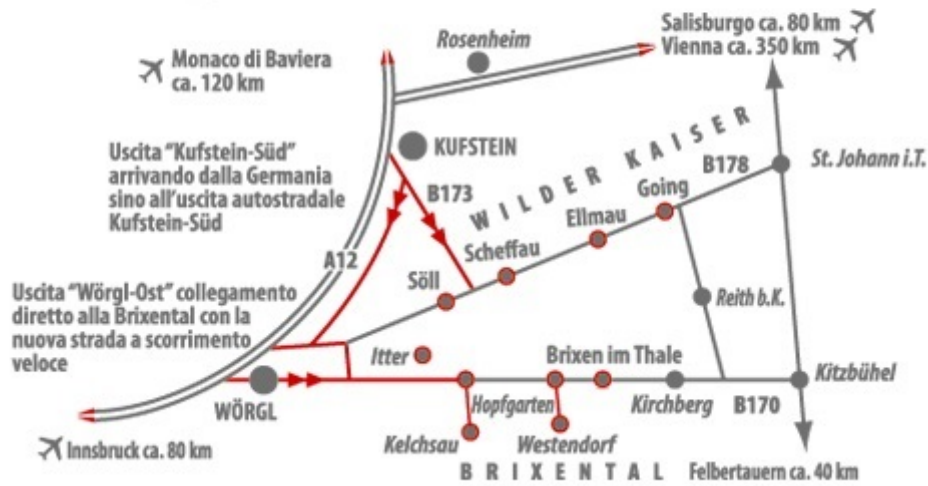 Salisburgo ca. 80 km
Vienna ca. 350 km
Rosenheim
Monaco di Baviera
ca. 120 km
KUFSTEIN
Uscita "Kufstein-Süd"
arrivando dalla Germania
sino all'uscita autostradale
Kufstein-Süd
B173
WILDER KAISER
B178
St. Johann i.T.
Going
Ellmau
Scheffau
Söll
A12
Uscita "Wörgl-Ost" collegamento
diretto alla Brixental con la
nuova strada a scorrimento
veloce
Reith b.K.
Itter
Brixen im Thale
Kitzbühel
WÖRGL
Hopfgarten
Kirchberg
B170
Kelchsau
Westendorf
Innsbruck ca. 80 km
BRIXENTAL
Felbertauern ca. 40 km